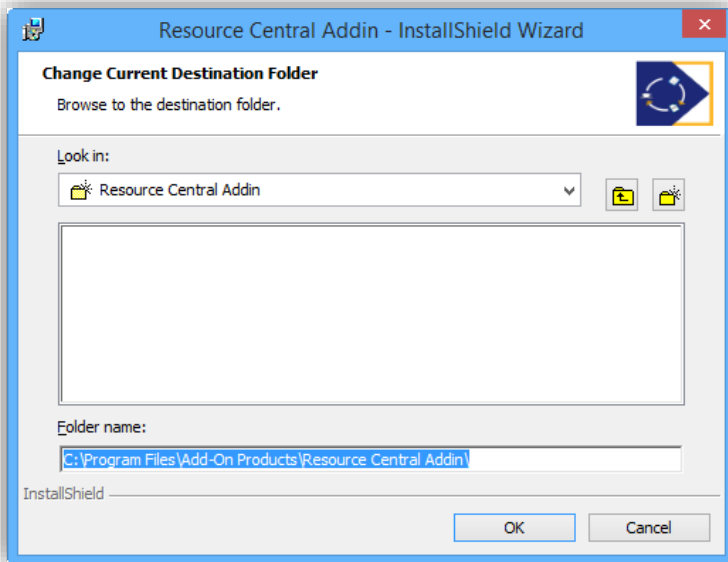 Resource Central Addin - InstallShield Wizard
Change Current Destination Folder
Browse to the destination folder.
Look in:
Resource Central Addin
Folder name:
C:\Program Files\Add-On Products\Resource Central Addin\
InstallShield
OK Cancel